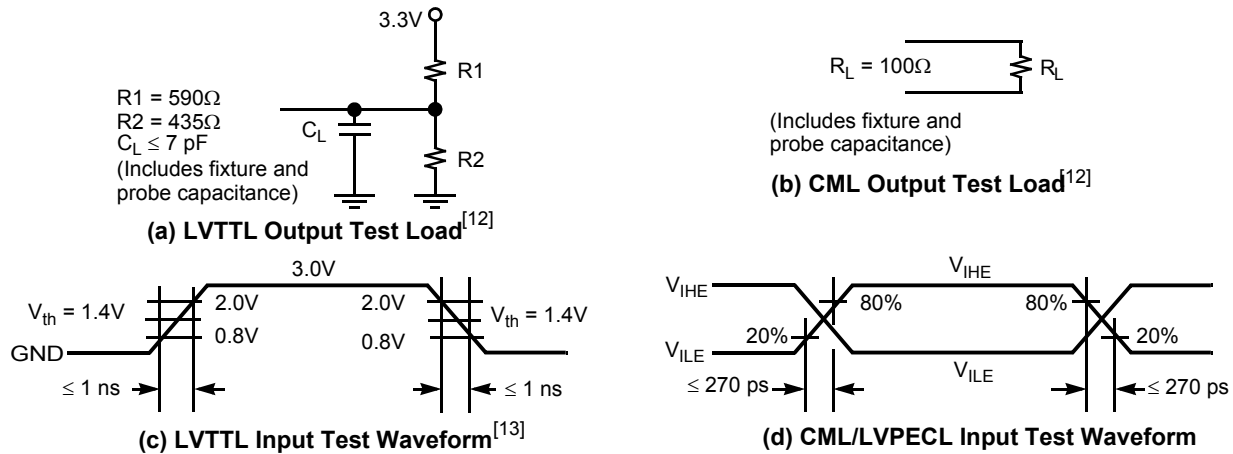 3.3V
R1
R1 = 590Ω
R2 = 435Ω
C_L ≤ 7 pF
(Includes fixture and
probe capacitance)
C_L
R2
(a) LVTTL Output Test Load[12]
R_L = 100Ω
R_L
(Includes fixture and
probe capacitance)
(b) CML Output Test Load[12]
3.0V
V_th = 1.4V
2.0V
0.8V
2.0V
0.8V
V_th = 1.4V
GND
≤ 1 ns
≤ 1 ns
(c) LVTTL Input Test Waveform[13]
V_IHE
V_IHE
80%
80%
20%
20%
V_ILE
V_ILE
≤ 270 ps
≤ 270 ps
(d) CML/LVPECL Input Test Waveform